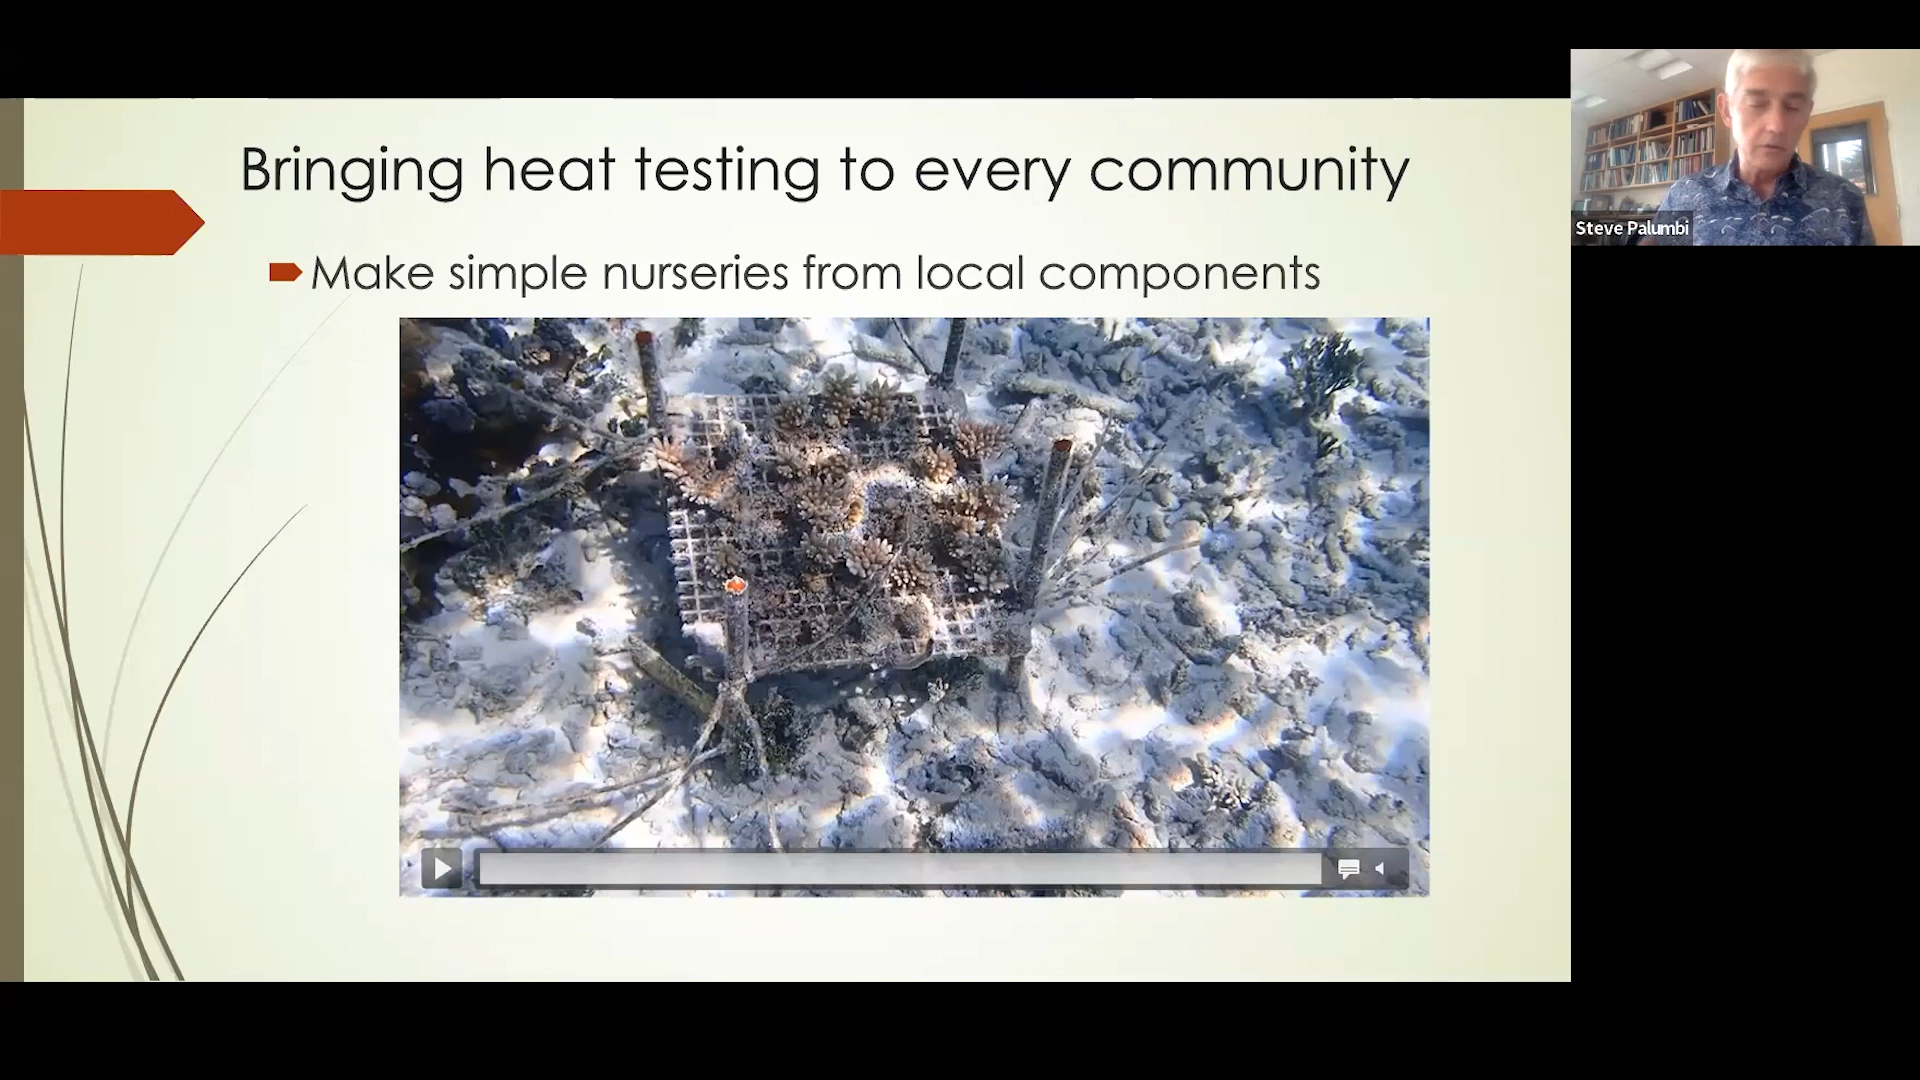 Bringing heat testing to every community
Make simple nurseries from local components
Steve Palumbi